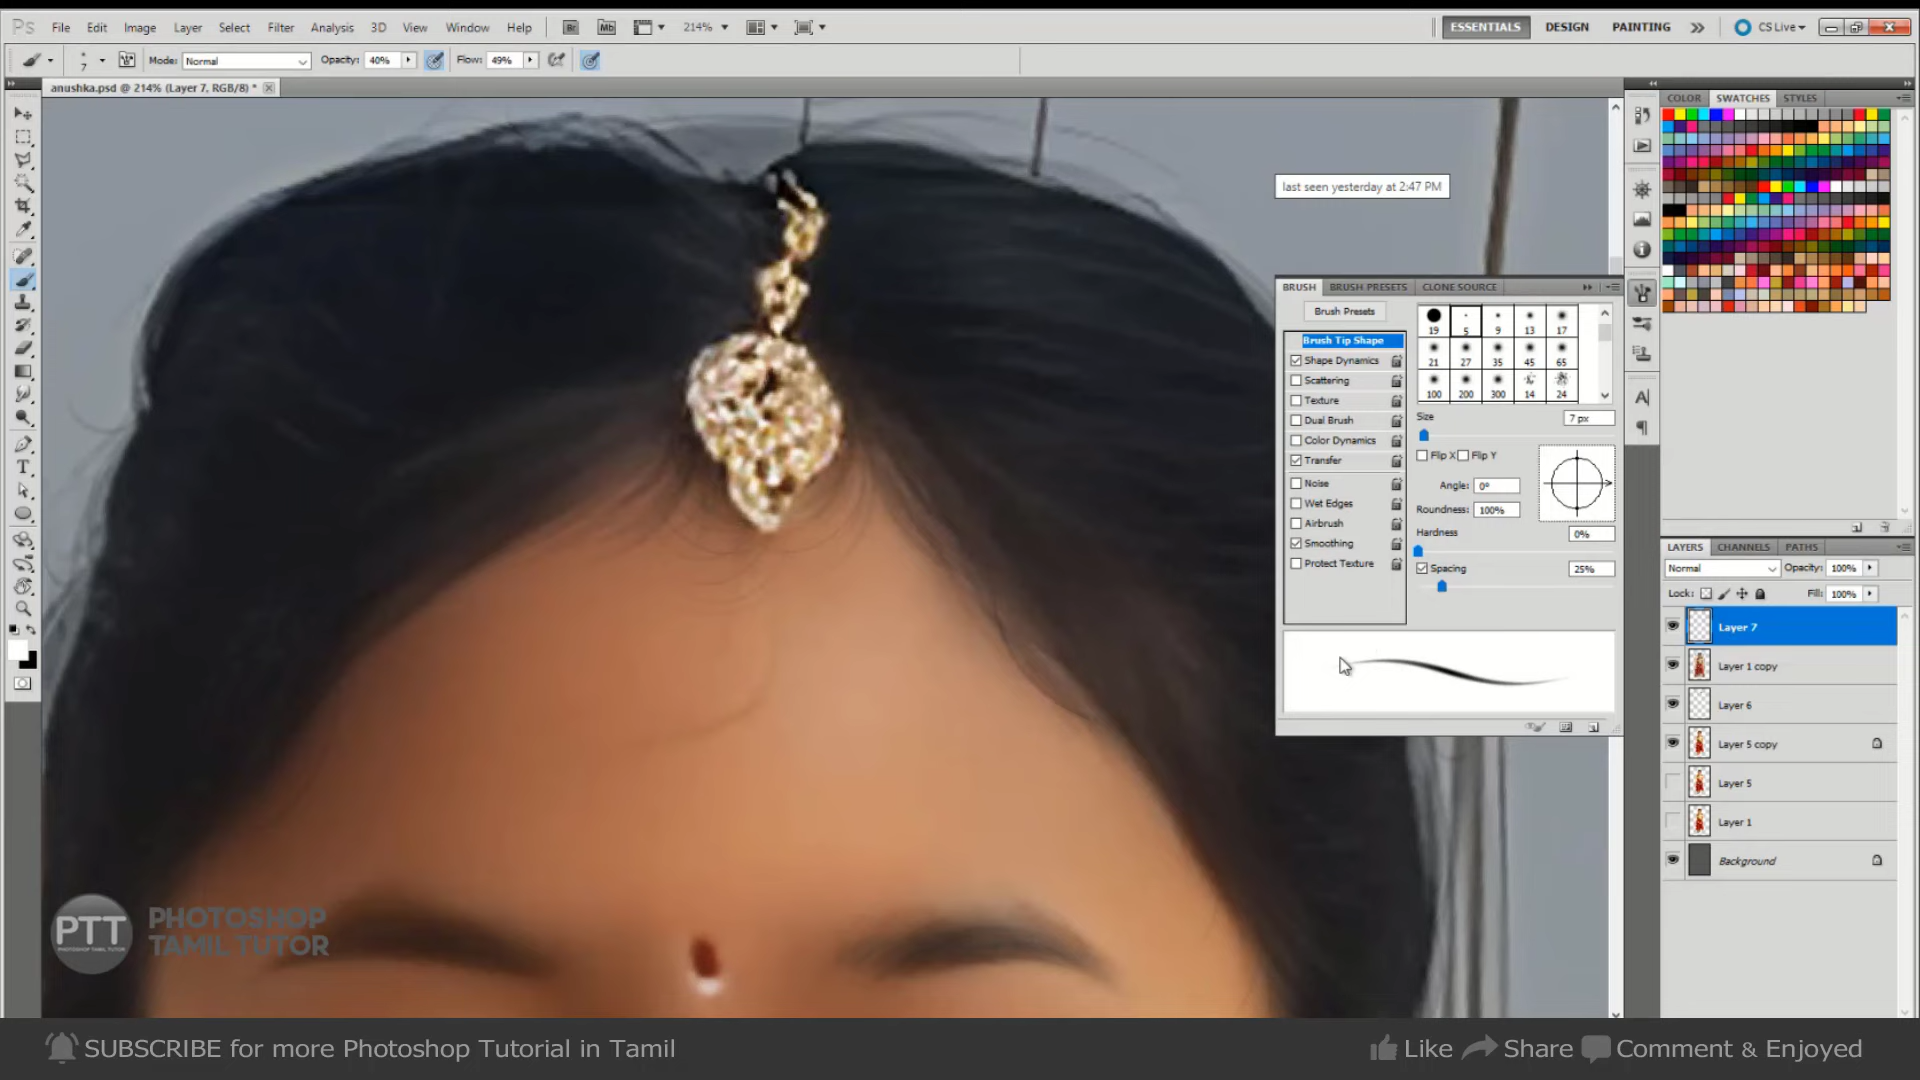 Ps File Edit Image Layer Select Filter Analysis 3D View Window Help Br Mb 214% ESSENTIALS DESIGN PAINTING CS Live
7 Mode: Normal Opacity: 40% Flow: 49%
anushka.psd @ 214% (Layer 7, RGB/8) *
COLOR SWATCHES STYLES
last seen yesterday at 2:47 PM
BRUSH BRUSH PRESETS CLONE SOURCE
Brush Presets
19 5 9 13 17
Brush Tip Shape
Shape Dynamics
21 27 35 45 65
Scattering
100 200 300 14 24
Texture
Size 7 px
Dual Brush
Color Dynamics
Flip X Flip Y
Transfer
Angle: 0°
Noise
Roundness: 100%
Wet Edges
Airbrush
Hardness 0%
Smoothing
Protect Texture
Spacing 25%
LAYERS CHANNELS PATHS
Normal Opacity: 100%
Lock: Fill: 100%
Layer 7
Layer 1 copy
Layer 6
Layer 5 copy
Layer 5
Layer 1
Background
PTT
PHOTOSHOP TAMIL TUTOR
PHOTOSHOP
TAMIL TUTOR
SUBSCRIBE for more Photoshop Tutorial in Tamil
Like Share Comment & Enjoyed